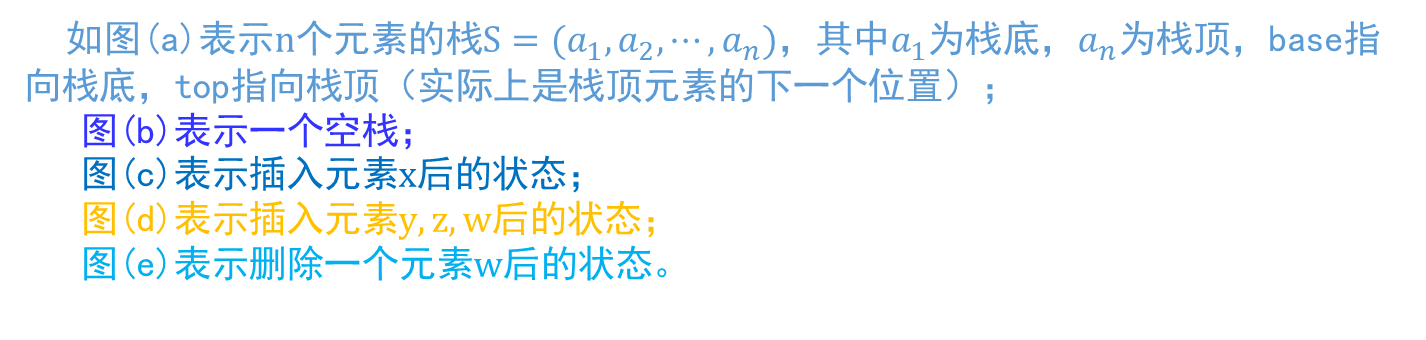 如图(a)表示n个元素的栈S = (a₁, a₂, ⋯, aₙ)，其中a₁为栈底，aₙ为栈顶，base指
向栈底，top指向栈顶（实际上是栈顶元素的下一个位置）；
图(b)表示一个空栈；
图(c)表示插入元素x后的状态；
图(d)表示插入元素y, z, w后的状态；
图(e)表示删除一个元素w后的状态。